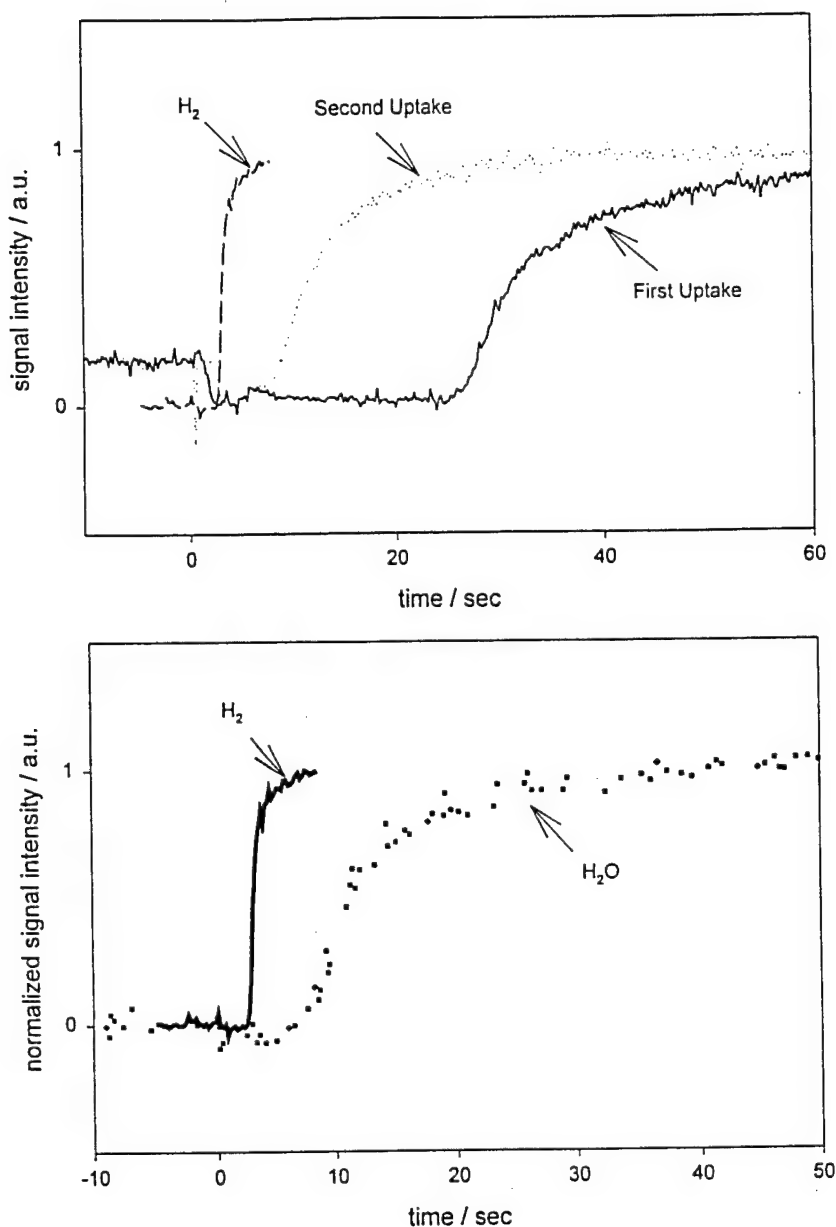 H₂
Second Uptake
1
First Uptake
0
signal intensity / a.u.
0 20 40 60
time / sec
H₂
1
H₂O
0
normalized signal intensity / a.u.
-10 0 10 20 30 40 50
time / sec